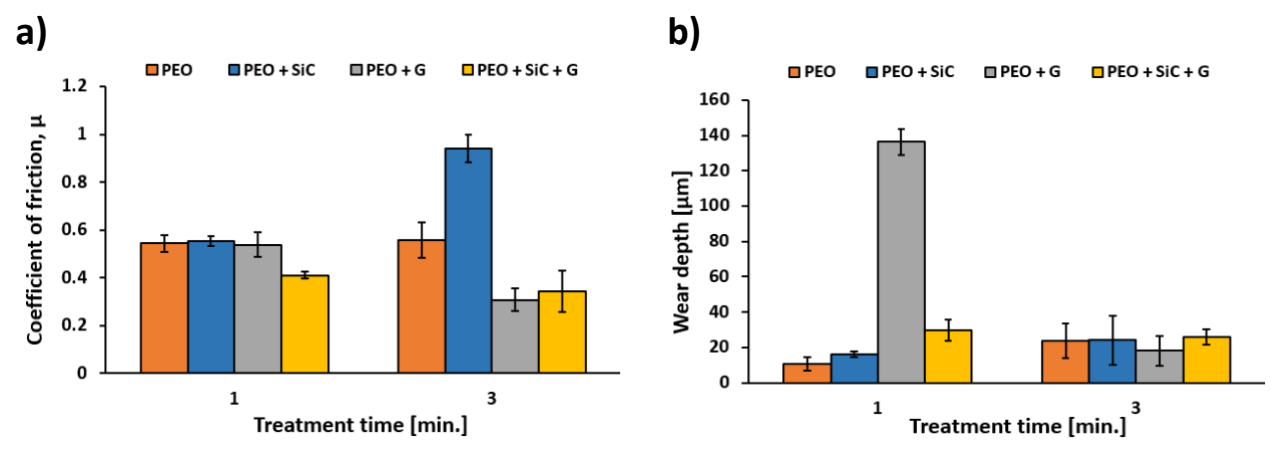 a)
PEO PEO + SiC PEO + G PEO + SiC + G
Coefficient of friction, µ
1.2
1
0.8
0.6
0.4
0.2
0
1 3
Treatment time [min.]
b)
PEO PEO + SiC PEO + G PEO + SiC + G
Wear depth [µm]
160
140
120
100
80
60
40
20
0
1 3
Treatment time [min.]